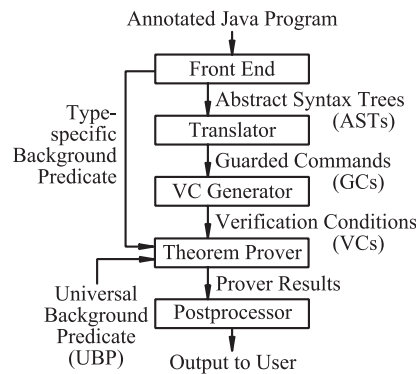 Annotated Java Program
Front End
Abstract Syntax Trees
(ASTs)
Type-
specific
Background
Predicate
Translator
Guarded Commands
(GCs)
VC Generator
Verification Conditions
(VCs)
Theorem Prover
Universal
Background
Predicate
(UBP)
Prover Results
Postprocessor
Output to User